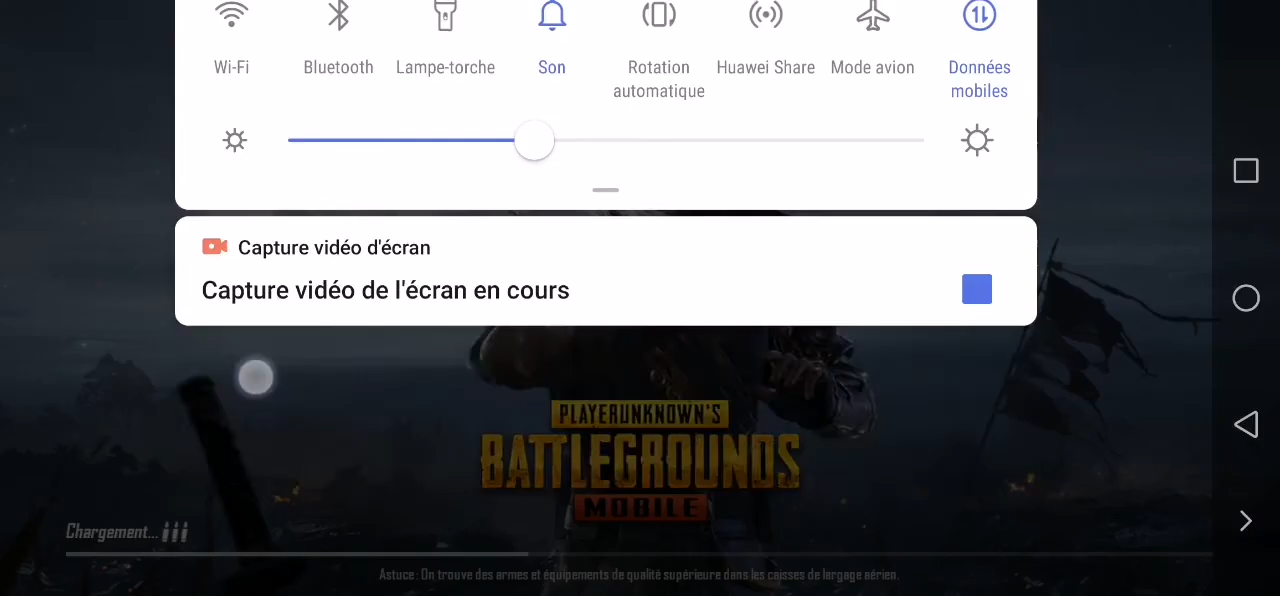 Wi-Fi
Bluetooth
Lampe-torche
Son
Rotation
automatique
Huawei Share
Mode avion
Données
mobiles
Capture vidéo d'écran
Capture vidéo de l'écran en cours
PLAYERUNKNOWN'S
BATTLEGROUNDS
MOBILE
Chargement...
Astuce : On trouve des armes et équipements de qualité supérieure dans les caisses de largage aérien.